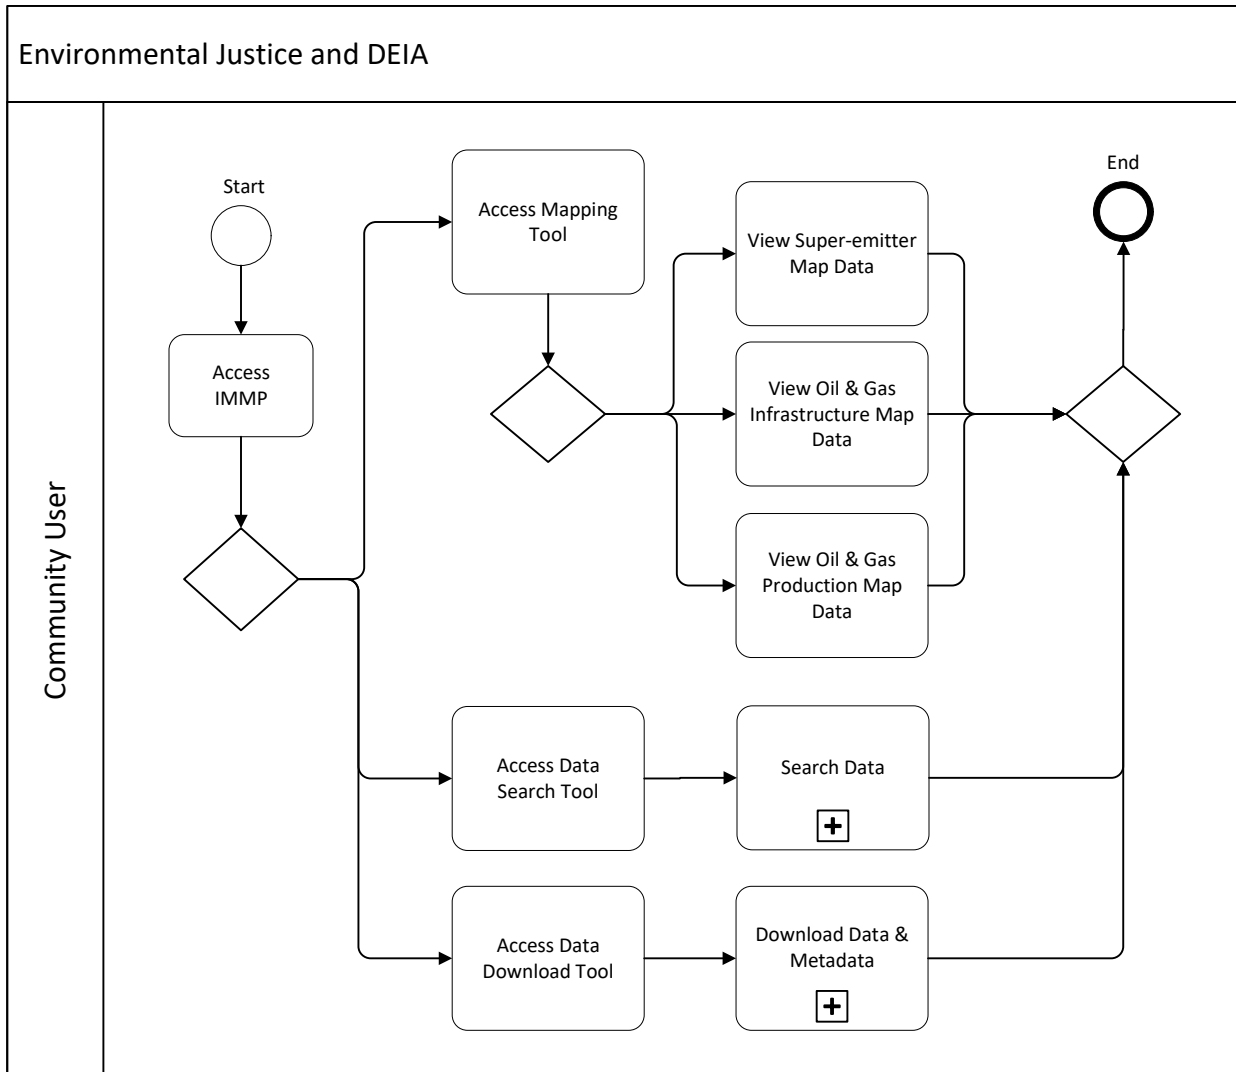 Environmental Justice and DEIA
Community User
Start
Access
IMMP
Access Mapping
Tool
View Super-emitter
Map Data
View Oil & Gas
Infrastructure Map
Data
View Oil & Gas
Production Map
Data
Access Data
Search Tool
Search Data
Access Data
Download Tool
Download Data &
Metadata
End